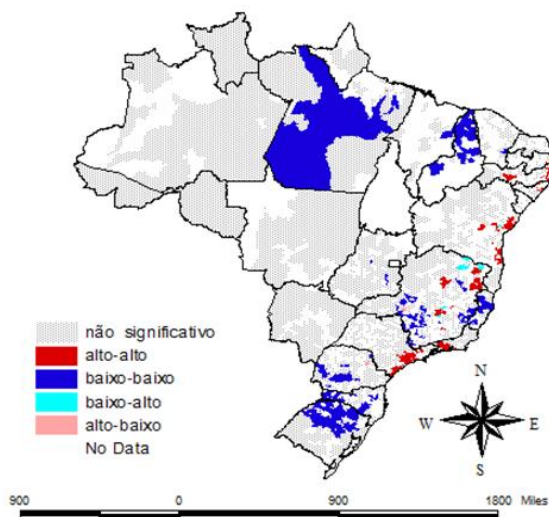 não significativo
alto-alto
baixo-baixo
baixo-alto
alto-baixo
No Data
N
W E
S
900 0 900 1800 Miles